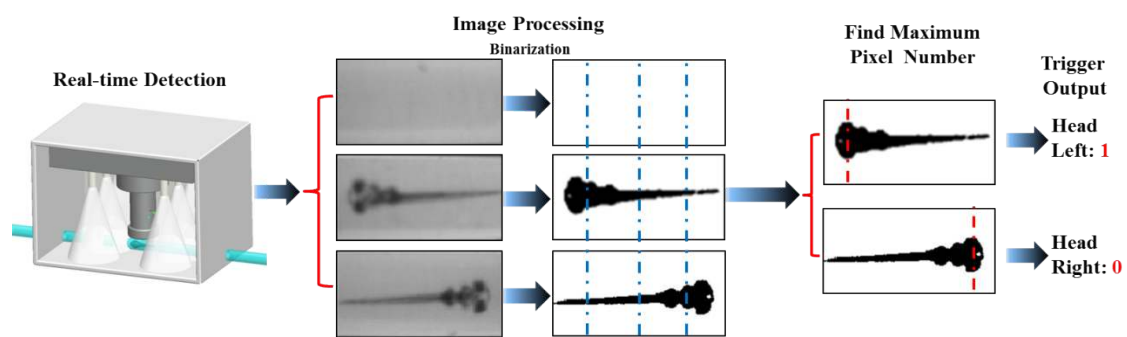 Image Processing
Binarization
Real-time Detection
Find Maximum
Pixel Number
Trigger
Output
Head
Left: 1
Head
Right: 0